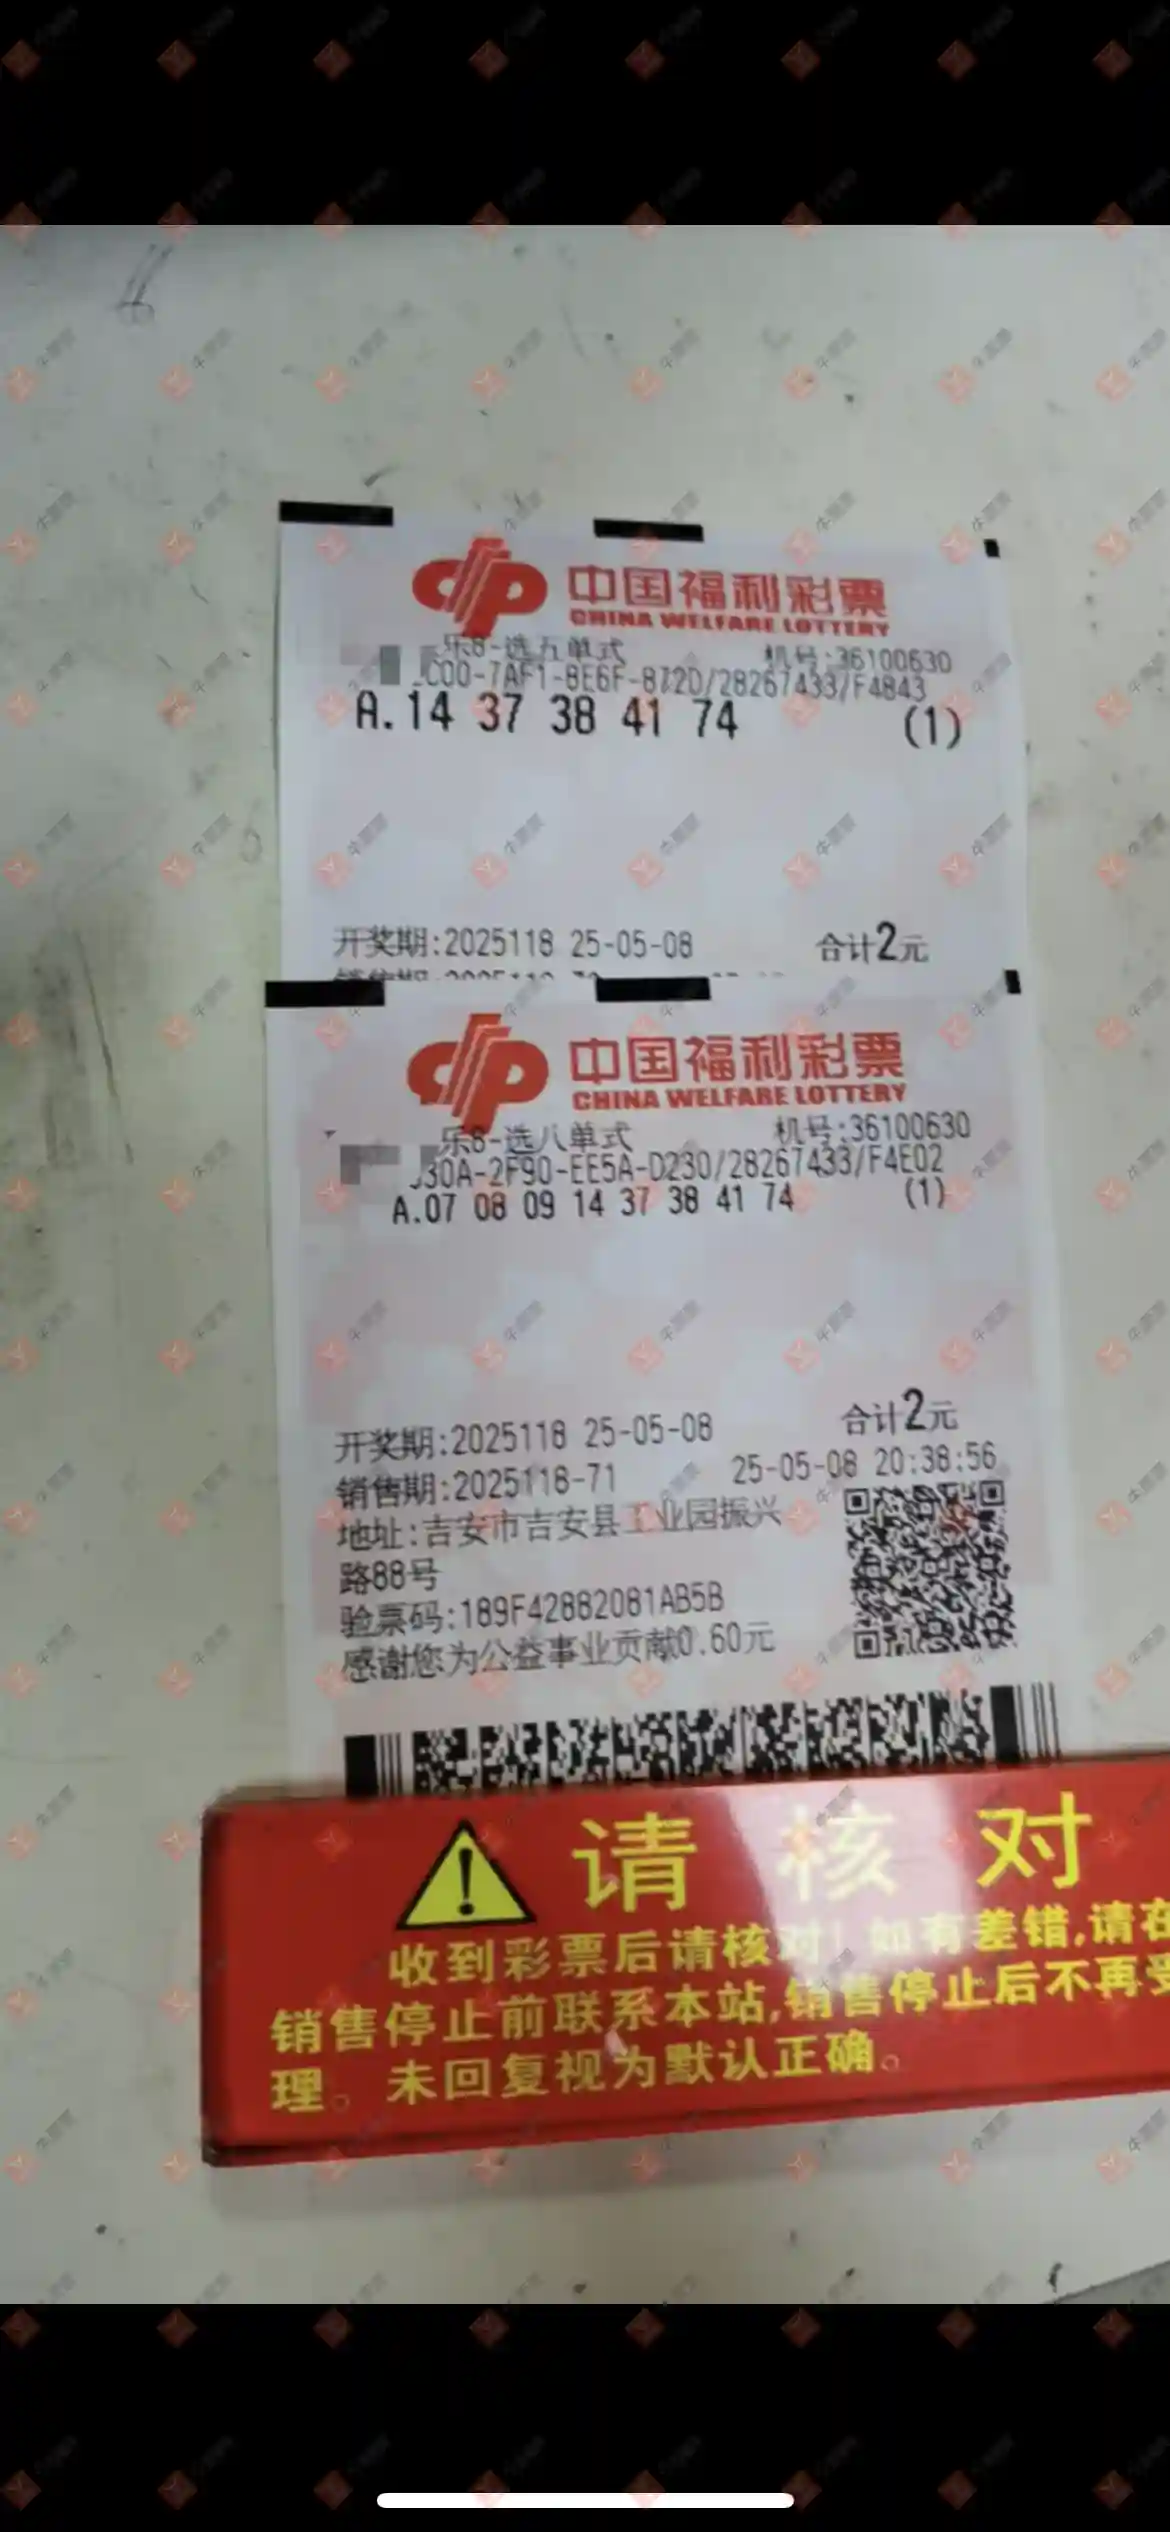 中国福利彩票
CHINA WELFARE LOTTERY
乐8-选五单式 机号:36100630
C00-7AF1-8E6F-872D/28267433/F4843
A.14 37 38 41 74 (1)
开奖期:2025118 25-05-08 合计2元
中国福利彩票
CHINA WELFARE LOTTERY
乐8-选八单式 机号:36100630
30A-2F90-EE5A-D230/28267433/F4E02
A.07 08 09 14 37 38 41 74 (1)
开奖期:2025118 25-05-08 合计2元
销售期:2025118-71 25-05-08 20:38:56
地址:吉安市吉安县工业园振兴
路88号
验票码:189F42882081AB5B
感谢您为公益事业贡献0.60元
请核对
收到彩票后请核对!如有差错,请在
销售停止前联系本站,销售停止后不再受
理。未回复视为默认正确。